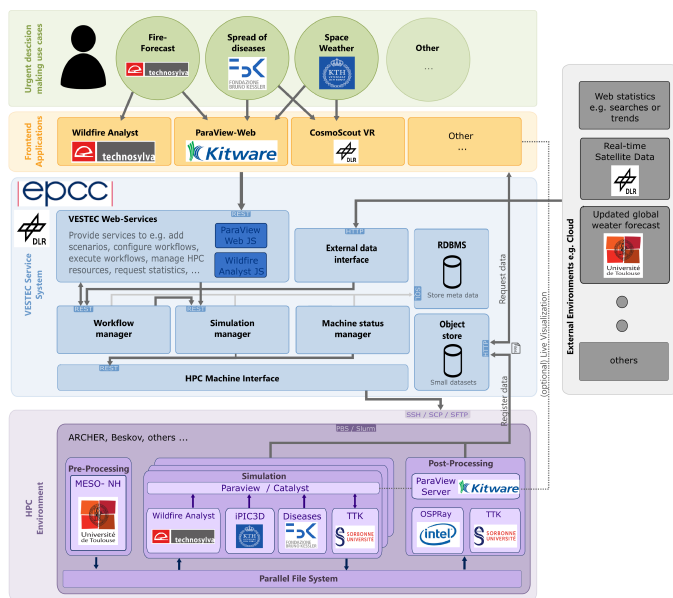 Urgent descision
making use cases
Fire-
Forecast
technosylva
Spread of
diseases
FONDAZIONE
BRUNO KESSLER
Space
Weather
KTH
Other
...
Frontend
Applications
Wildfire Analyst
technosylva
ParaView-Web
Kitware
CosmoScout VR
DLR
Other
...
epcc
DLR
VESTEC Service
System
REST
VESTEC Web-Services
Provide services to e.g. add
scenarios, configure workflows,
execute workflows, manage HPC
resources, request statistics, ...
ParaView
Web JS
Wildfire
Analyst JS
HTTP
External data
interface
RDBMS
Store meta data
SQL
REST
Workflow
manager
REST
Simulation
manager
Machine status
manager
Object
store
Small datasets
HTTP
REST
HPC Machine Interface
Request data
Register data
(optional) Live Visualization
SSH / SCP / SFTP
External Environments e.g. Cloud
Web statistics
e.g. searches or
trends
Real-time
Satellite Data
DLR
Updated global
weater forecast
Université
de Toulouse
others
HPC
Environment
PBS / Slurm
ARCHER, Beskov, others ...
Pre-Processing
MESO- NH
Université
de Toulouse
Simulation
Paraview / Catalyst
Wildfire Analyst
technosylva
iPIC3D
KTH
Diseases
FONDAZIONE
BRUNO KESSLER
TTK
SORBONNE
UNIVERSITÉ
Post-Processing
ParaView
Server
Kitware
OSPRay
intel
TTK
SORBONNE
UNIVERSITÉ
Parallel File System